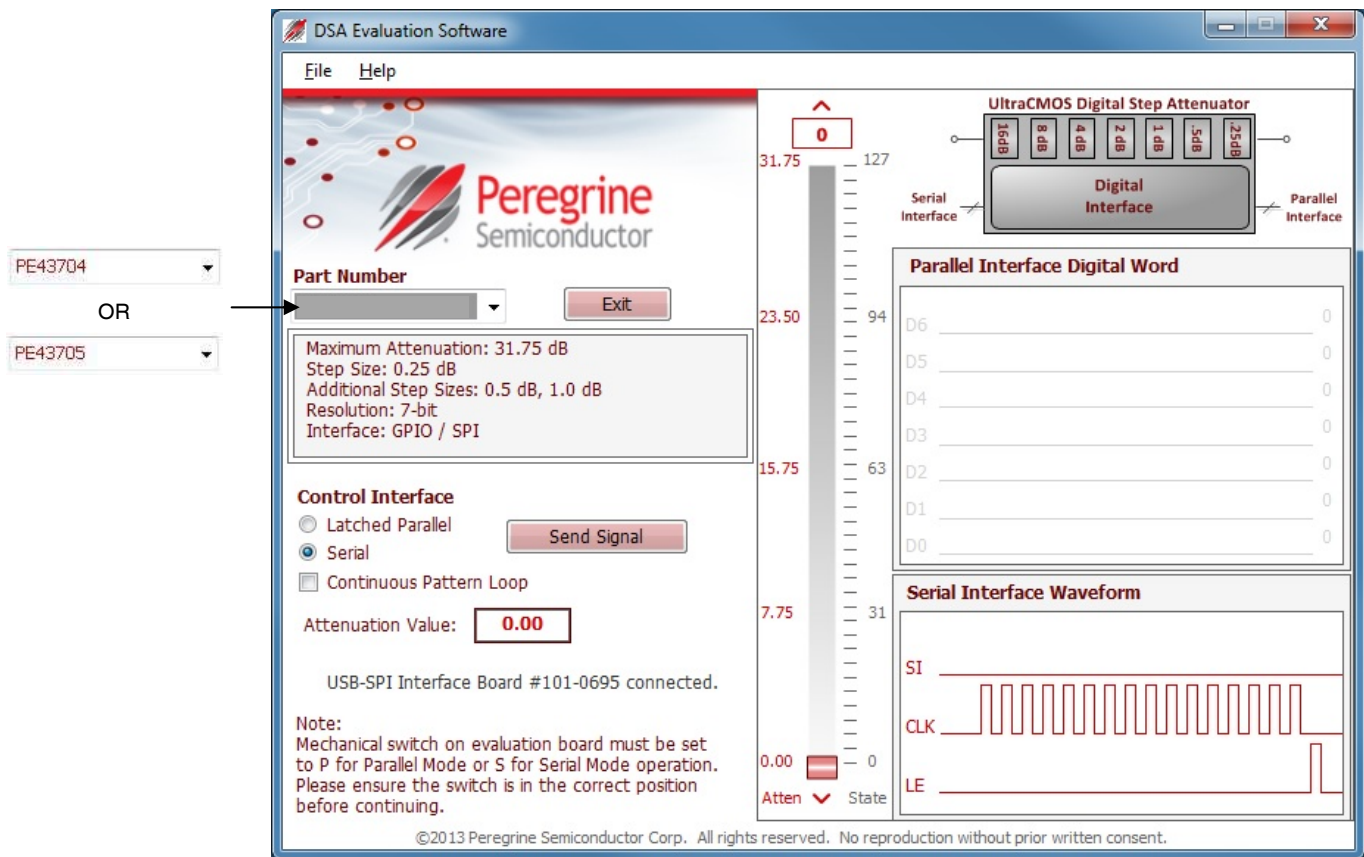 DSA Evaluation Software
File Help
Peregrine
Semiconductor
PE43704
OR
PE43705
Part Number
Exit
Maximum Attenuation: 31.75 dB
Step Size: 0.25 dB
Additional Step Sizes: 0.5 dB, 1.0 dB
Resolution: 7-bit
Interface: GPIO / SPI
Control Interface
Latched Parallel
Serial
Send Signal
Continuous Pattern Loop
Attenuation Value: 0.00
USB-SPI Interface Board #101-0695 connected.
Note:
Mechanical switch on evaluation board must be set
to P for Parallel Mode or S for Serial Mode operation.
Please ensure the switch is in the correct position
before continuing.
0
31.75 127
23.50 94
15.75 63
7.75 31
0.00 0
Atten State
UltraCMOS Digital Step Attenuator
16dB 8 dB 4 dB 2 dB 1 dB .5dB .25dB
Serial
Interface
Digital
Interface
Parallel
Interface
Parallel Interface Digital Word
D6 0
D5 0
D4 0
D3 0
D2 0
D1 0
D0 0
Serial Interface Waveform
SI
CLK
LE
©2013 Peregrine Semiconductor Corp. All rights reserved. No reproduction without prior written consent.